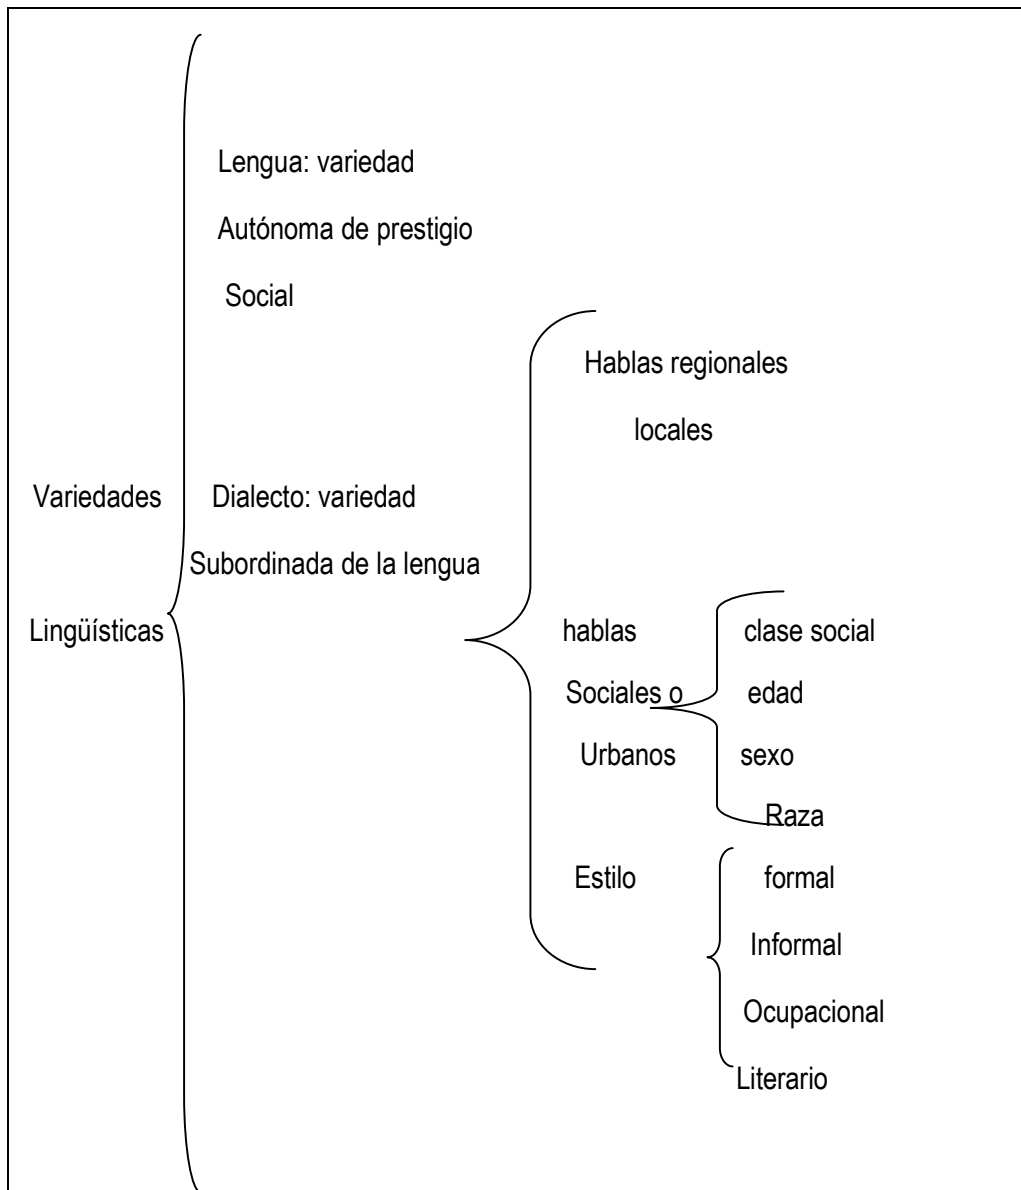 Lengua: variedad
Autónoma de prestigio
Social
Hablas regionales
locales
Variedades Dialecto: variedad
Subordinada de la lengua
Lingüísticas hablas clase social
Sociales o edad
Urbanos sexo
Raza
Estilo formal
Informal
Ocupacional
Literario